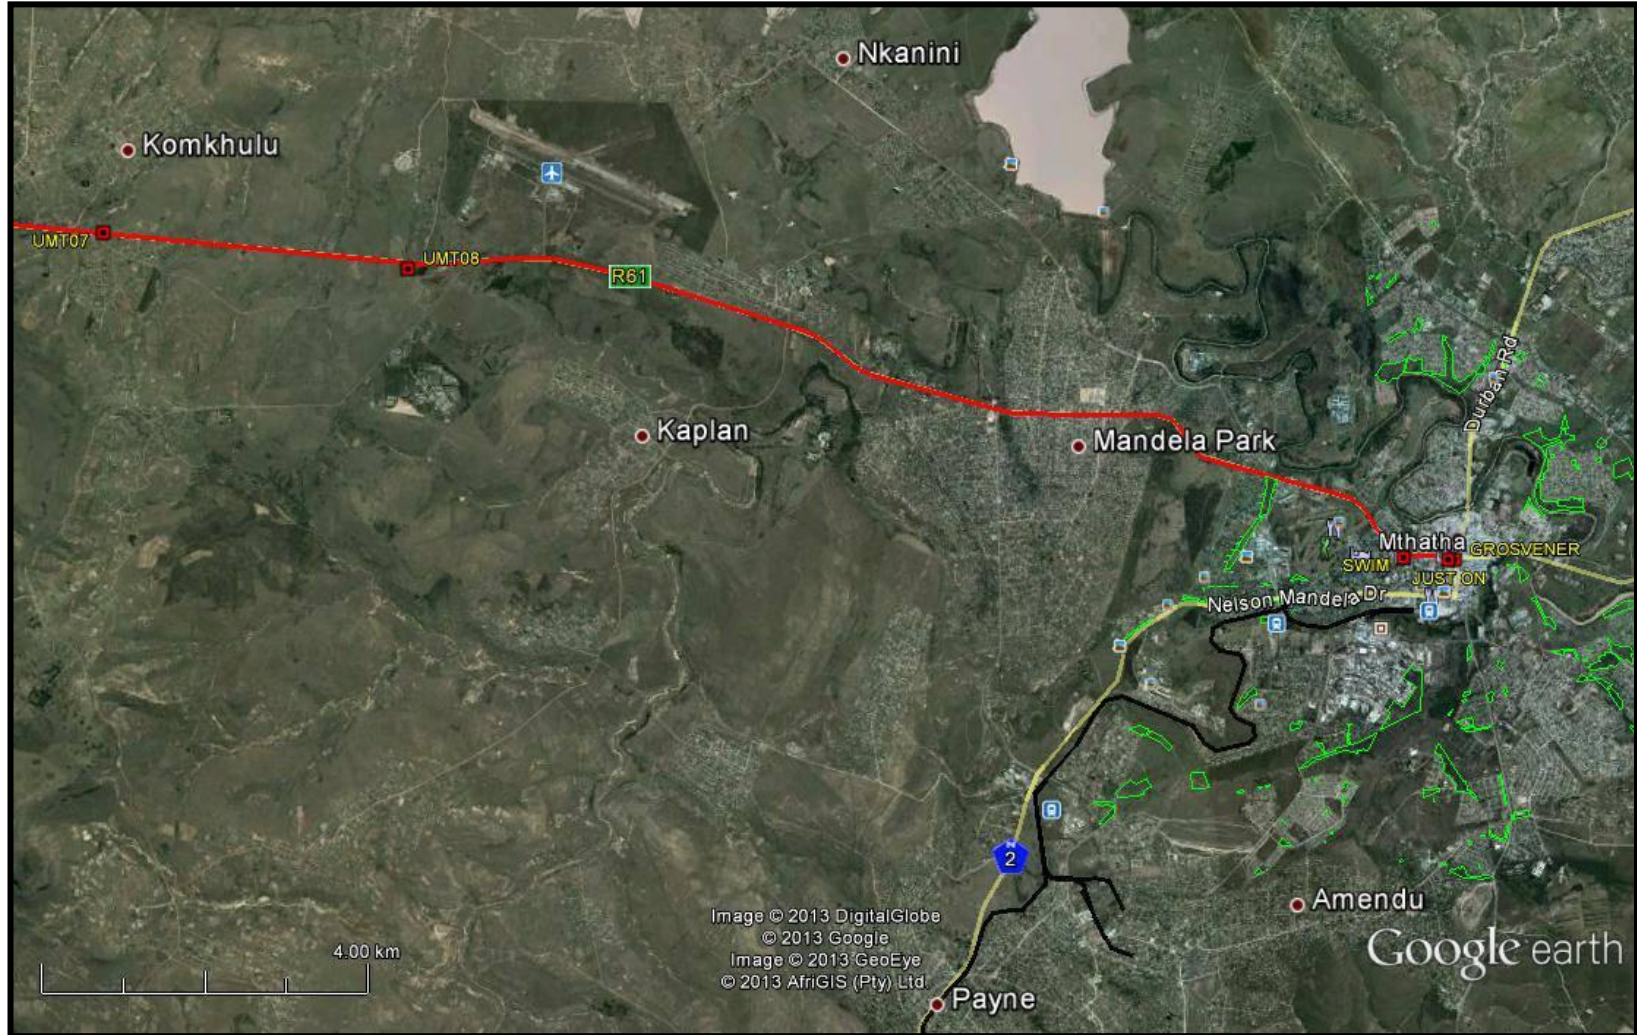 Nkanini
Komkhulu
UMT07
UMT08
R61
Durban Rd
Kaplan
Mandela Park
Mthatha
GROSVENER
SWIM
JUST ON
Nelson Mandela Dr
N
2
Amendu
Image © 2013 DigitalGlobe
© 2013 Google
Image © 2013 GeoEye
© 2013 AfriGIS (Pty) Ltd.
4.00 km
Google earth
Payne